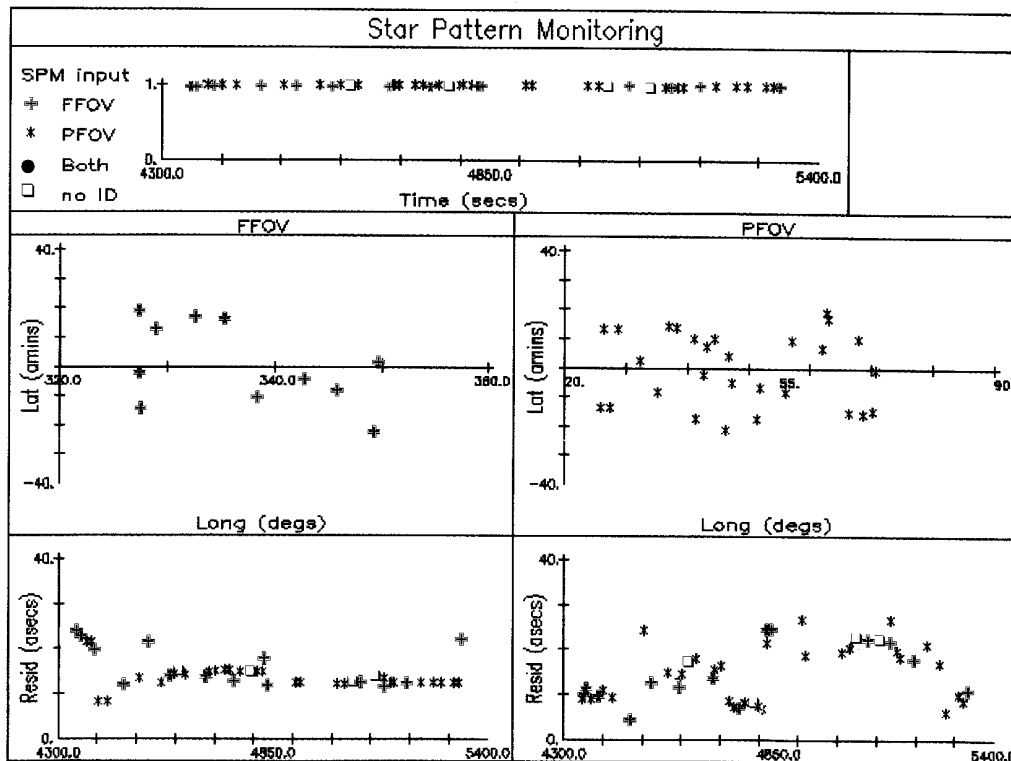 Star Pattern Monitoring
SPM input
FFOV
PFOV
Both
no ID
1.
0.
4300.0 4850.0 5400.0
Time (secs)
FFOV
PFOV
40.
Lat (amins)
320.0 340.0 360.0
-40.
Long (degs)
40.
Lat (amins)
20. 55. 90.
-40.
Long (degs)
40.
Resid (asecs)
0.
4300.0 4850.0 5400.0
40.
Resid (asecs)
0.
4300.0 4850.0 5400.0